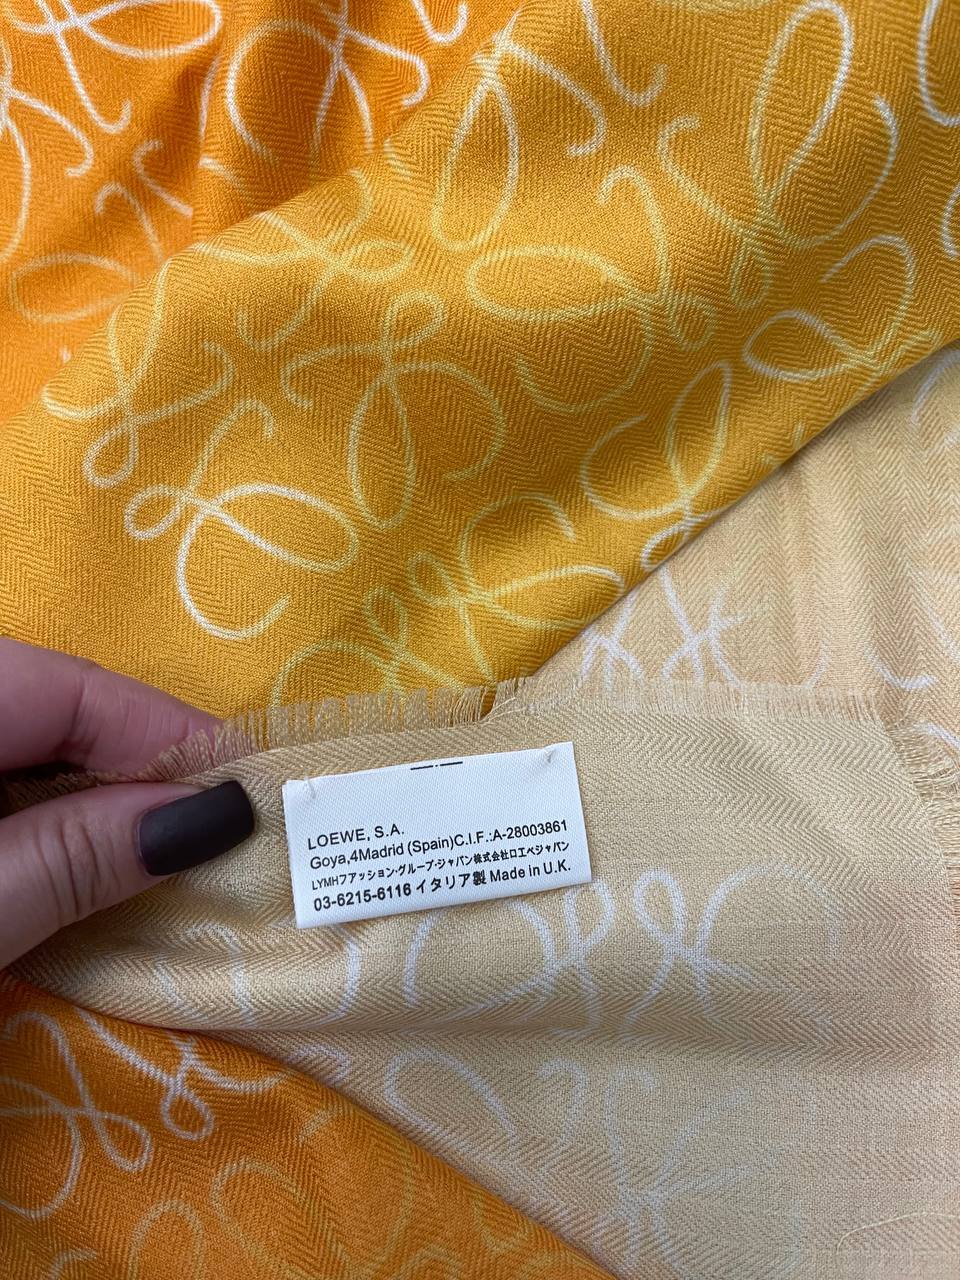 LOEWE, S.A.
Goya,4Madrid (Spain)C.I.F.:A-28003861
LYMHファアッション·グループ·ジャパン株式会社ロエペジャパン
03-6215-6116 イタリア製 Made in U.K.